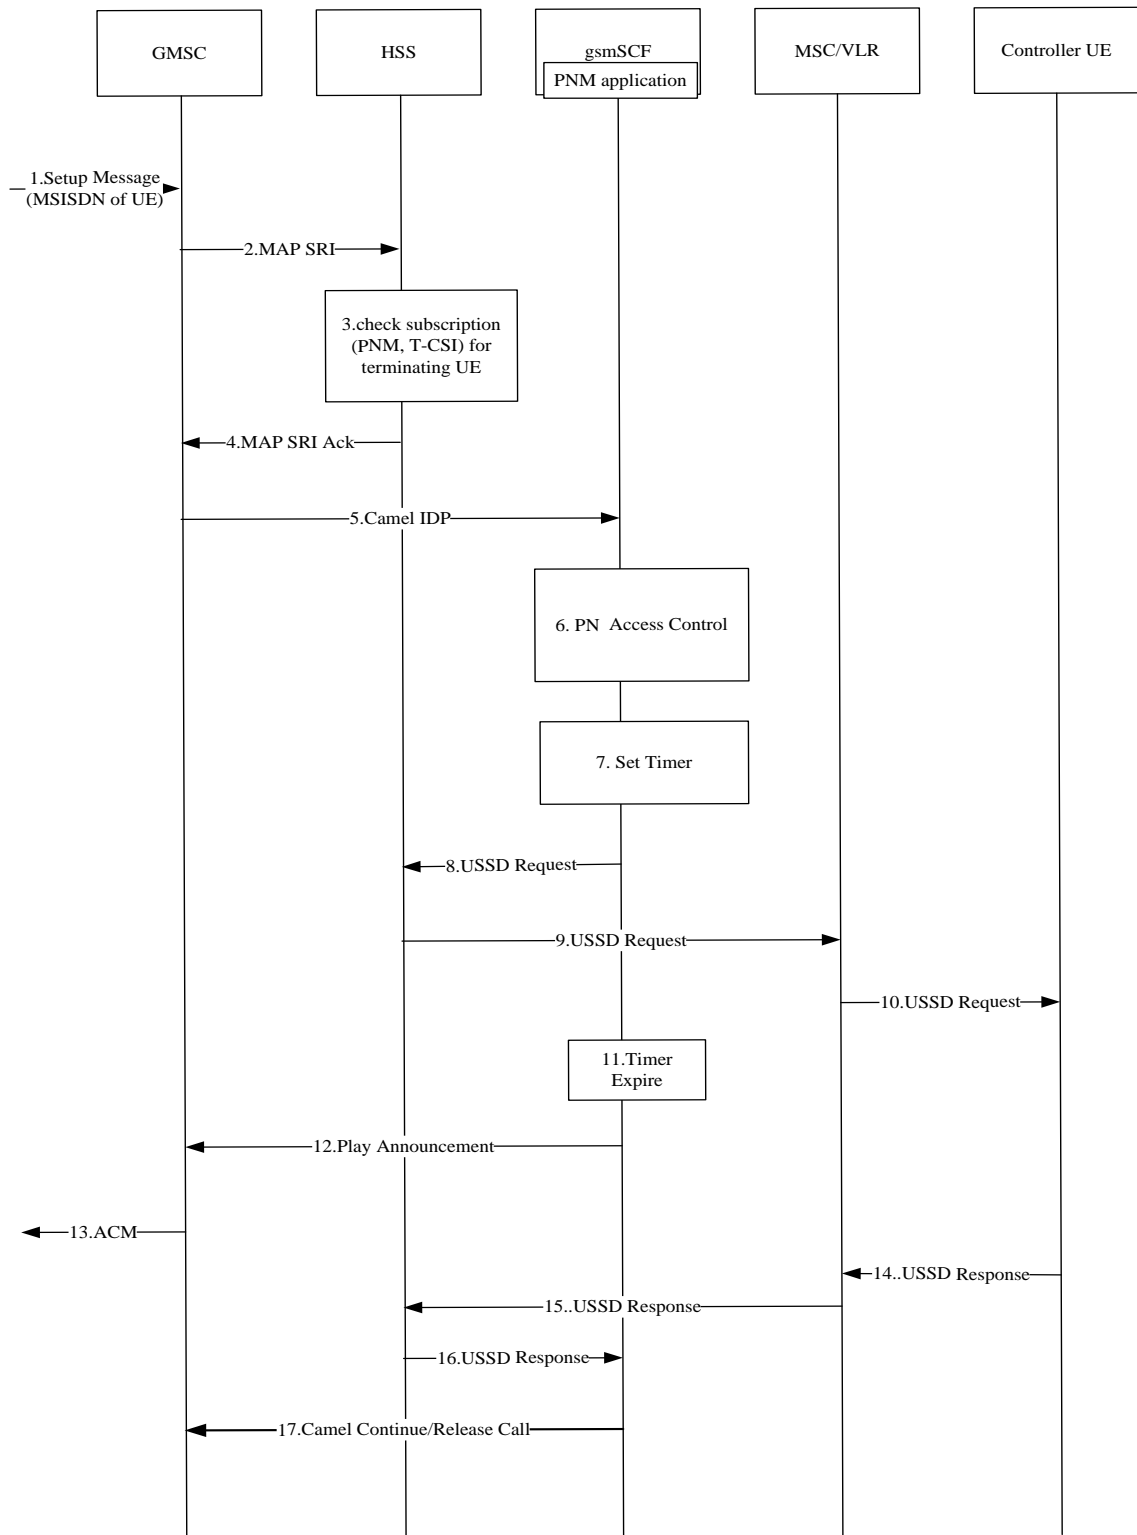 GMSC
HSS
gsmSCF
PNM application
MSC/VLR
Controller UE
1.Setup Message
(MSISDN of UE)
2.MAP SRI
3.check subscription
(PNM, T-CSI) for
terminating UE
4.MAP SRI Ack
5.Camel IDP
6. PN Access Control
7. Set Timer
8.USSD Request
9.USSD Request
10.USSD Request
11.Timer
Expire
12.Play Announcement
13.ACM
14..USSD Response
15..USSD Response
16.USSD Response
17.Camel Continue/Release Call